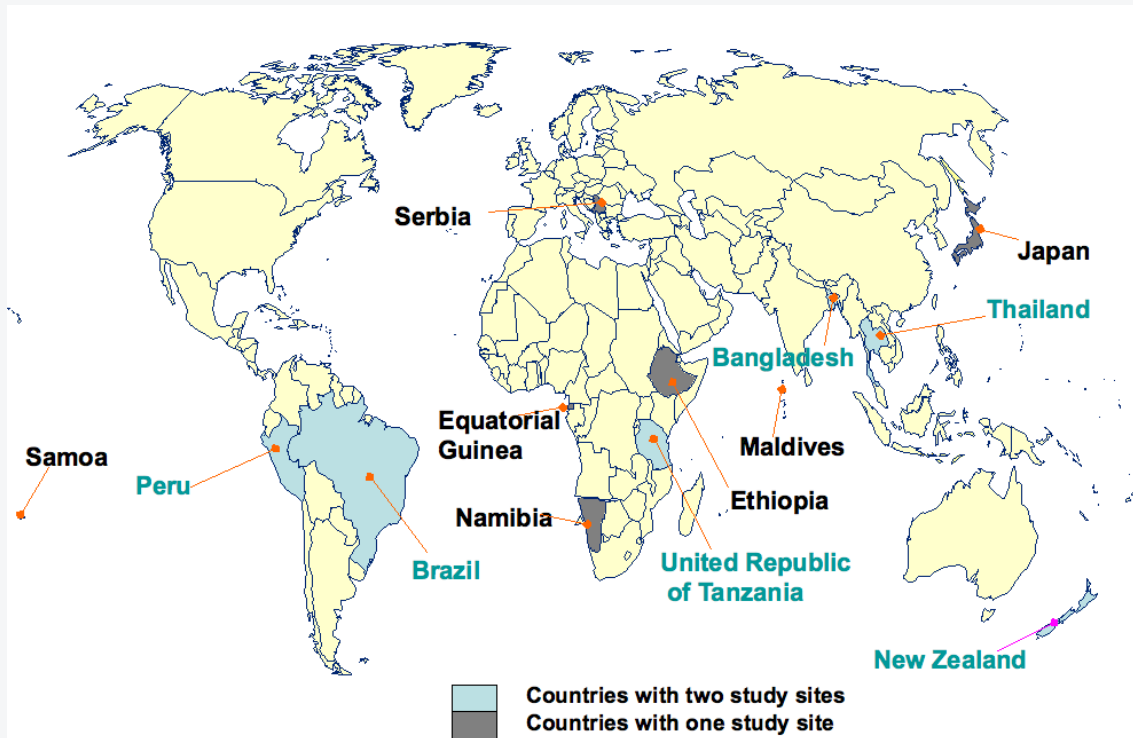 Serbia
Japan
Thailand
Bangladesh
Equatorial
Guinea
Maldives
Samoa
Peru
Ethiopia
Namibia
Brazil
United Republic
of Tanzania
New Zealand
Countries with two study sites
Countries with one study site